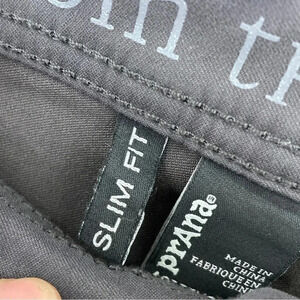 in th
SLIM FIT
prAna
MADE IN
CHINA
FABRIQUÉ EN
CHINE